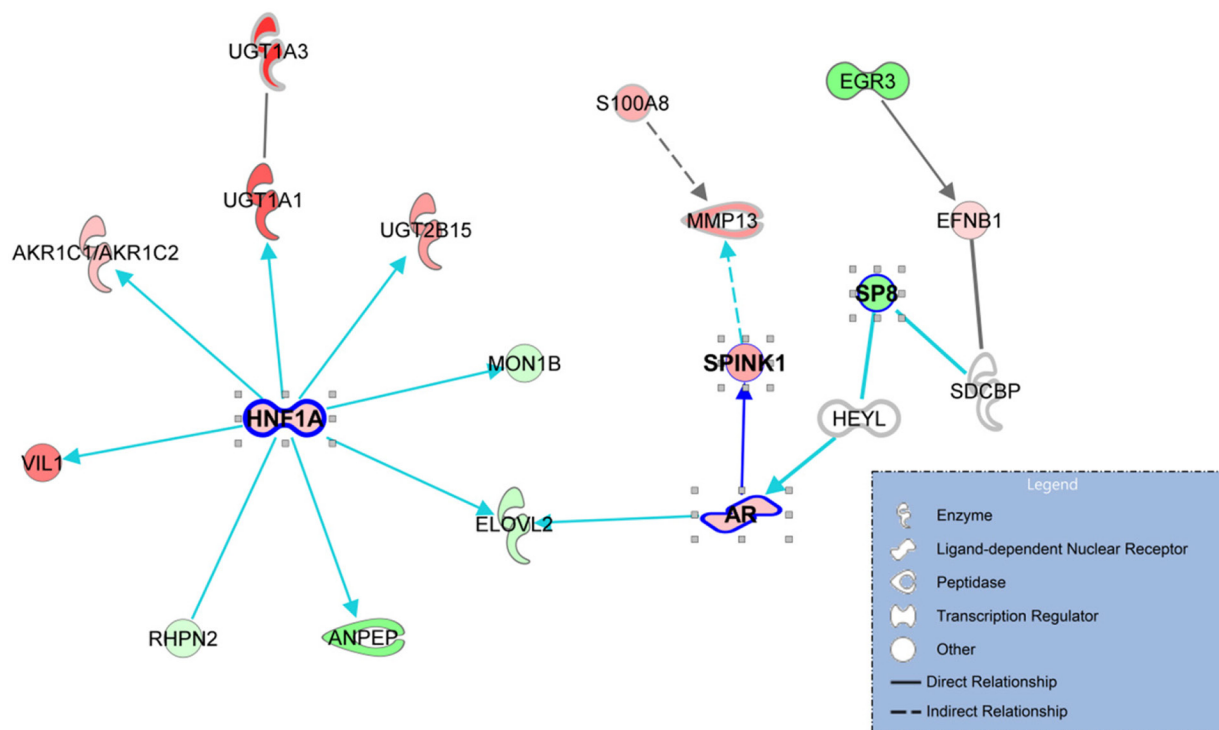 UGT1A3
EGR3
S100A8
UGT1A1
MMP13
EFNB1
UGT2B15
AKR1C1/AKR1C2
SP8
SPINK1
MON1B
SDCBP
HNF1A
HEYL
VIL1
AR
ELOVL2
RHPN2
ANPEP
Legend
Enzyme
Ligand-dependent Nuclear Receptor
Peptidase
Transcription Regulator
Other
Direct Relationship
Indirect Relationship